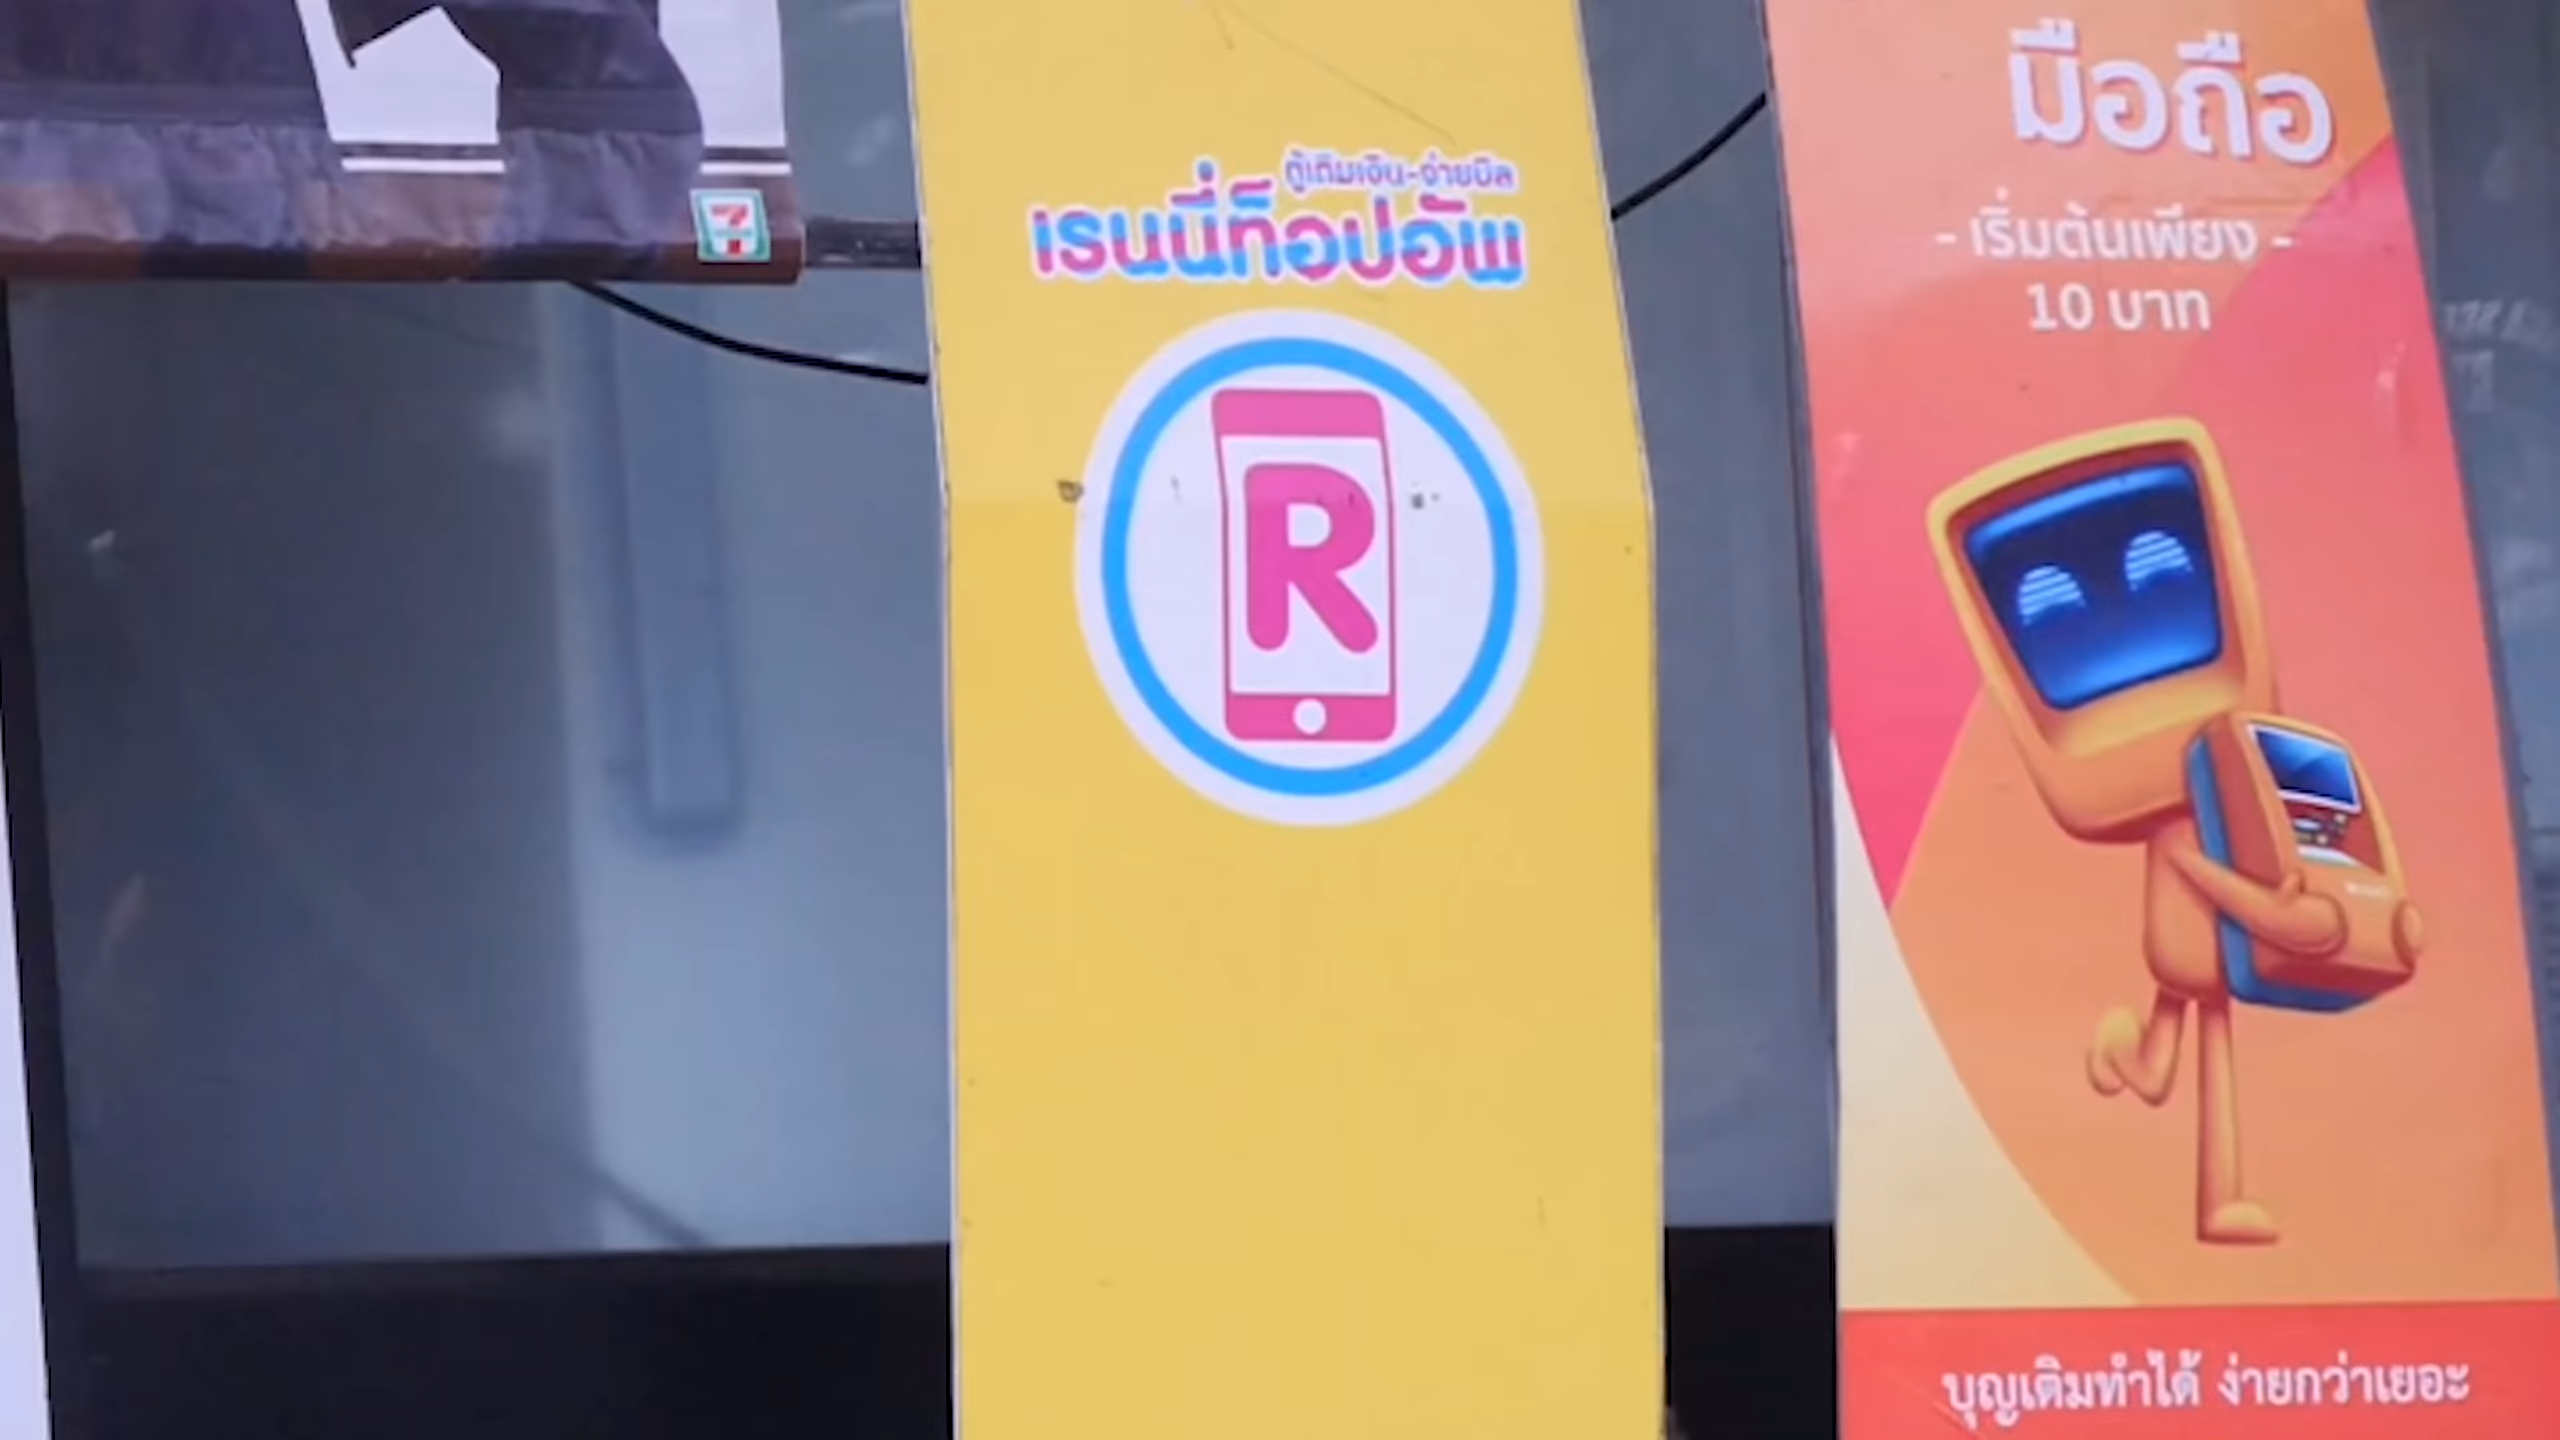 7
ตู้เติมเงิน-จ่ายบิล
เรนนี่ท็อปอัพ
R
มือถือ
- เริ่มต้นเพียง -
10 บาท
บุญเติมทำได้ ง่ายกว่าเยอะ